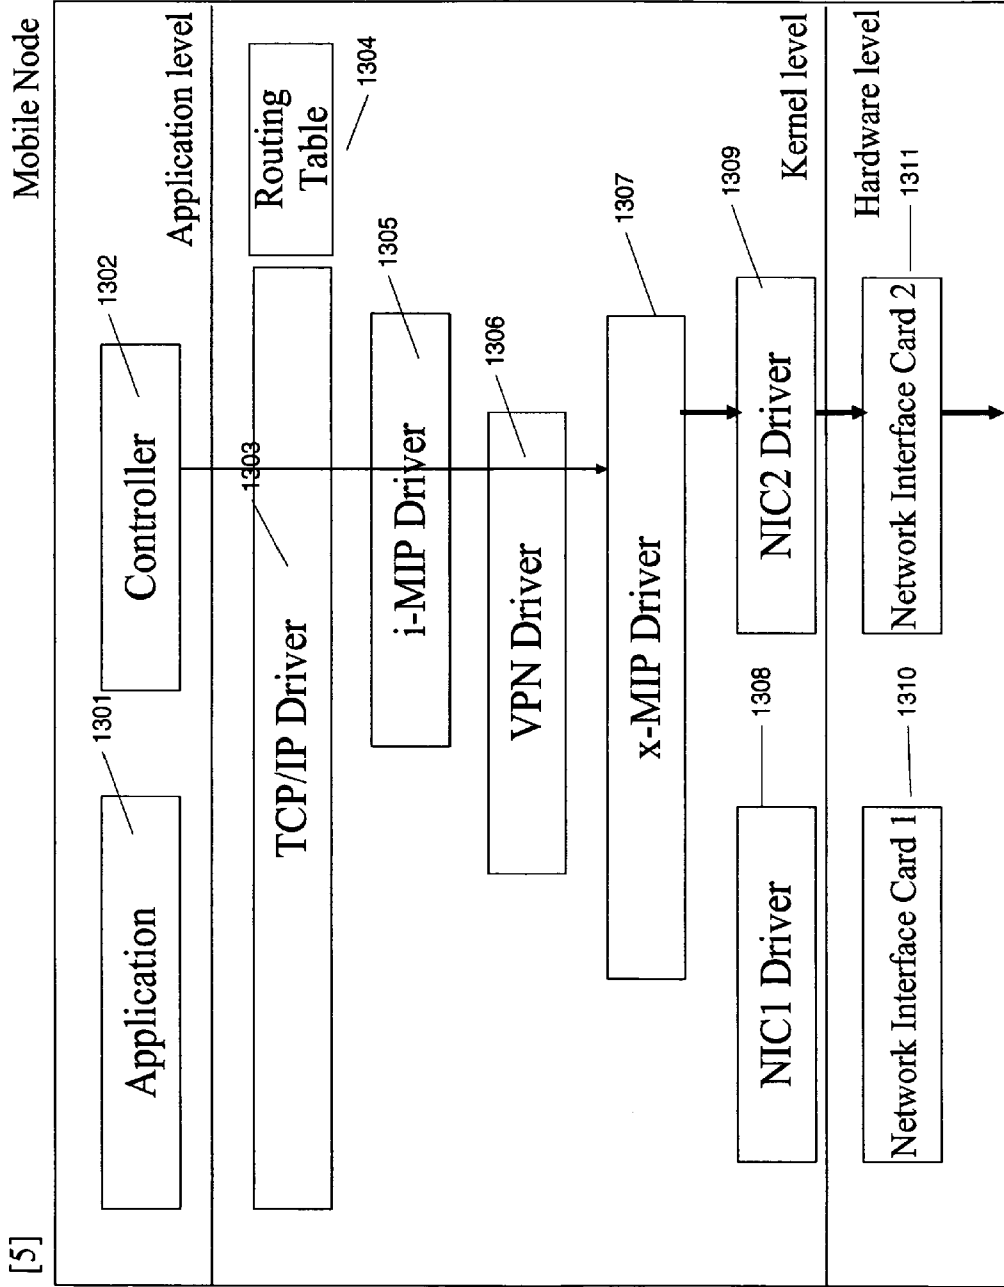 [5]
Mobile Node
Application level
1301
Application
1302
Controller
1303
TCP/IP Driver
1304
Routing
Table
1305
i-MIP Driver
1306
VPN Driver
1307
x-MIP Driver
1308
NIC1 Driver
1309
NIC2 Driver
Kernel level
Hardware level
1310
Network Interface Card 1
1311
Network Interface Card 2